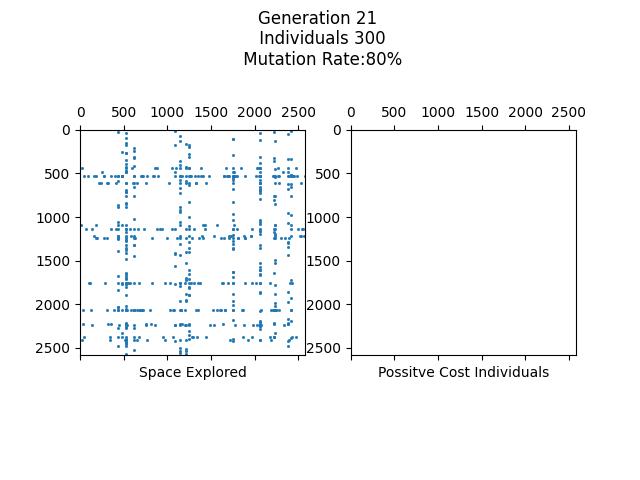 Generation 21
Individuals 300
Mutation Rate:80%
0 500 1000 1500 2000 2500
0 500 1000 1500 2000 2500
0
500
1000
1500
2000
2500
0
500
1000
1500
2000
2500
Space Explored
Possitve Cost Individuals